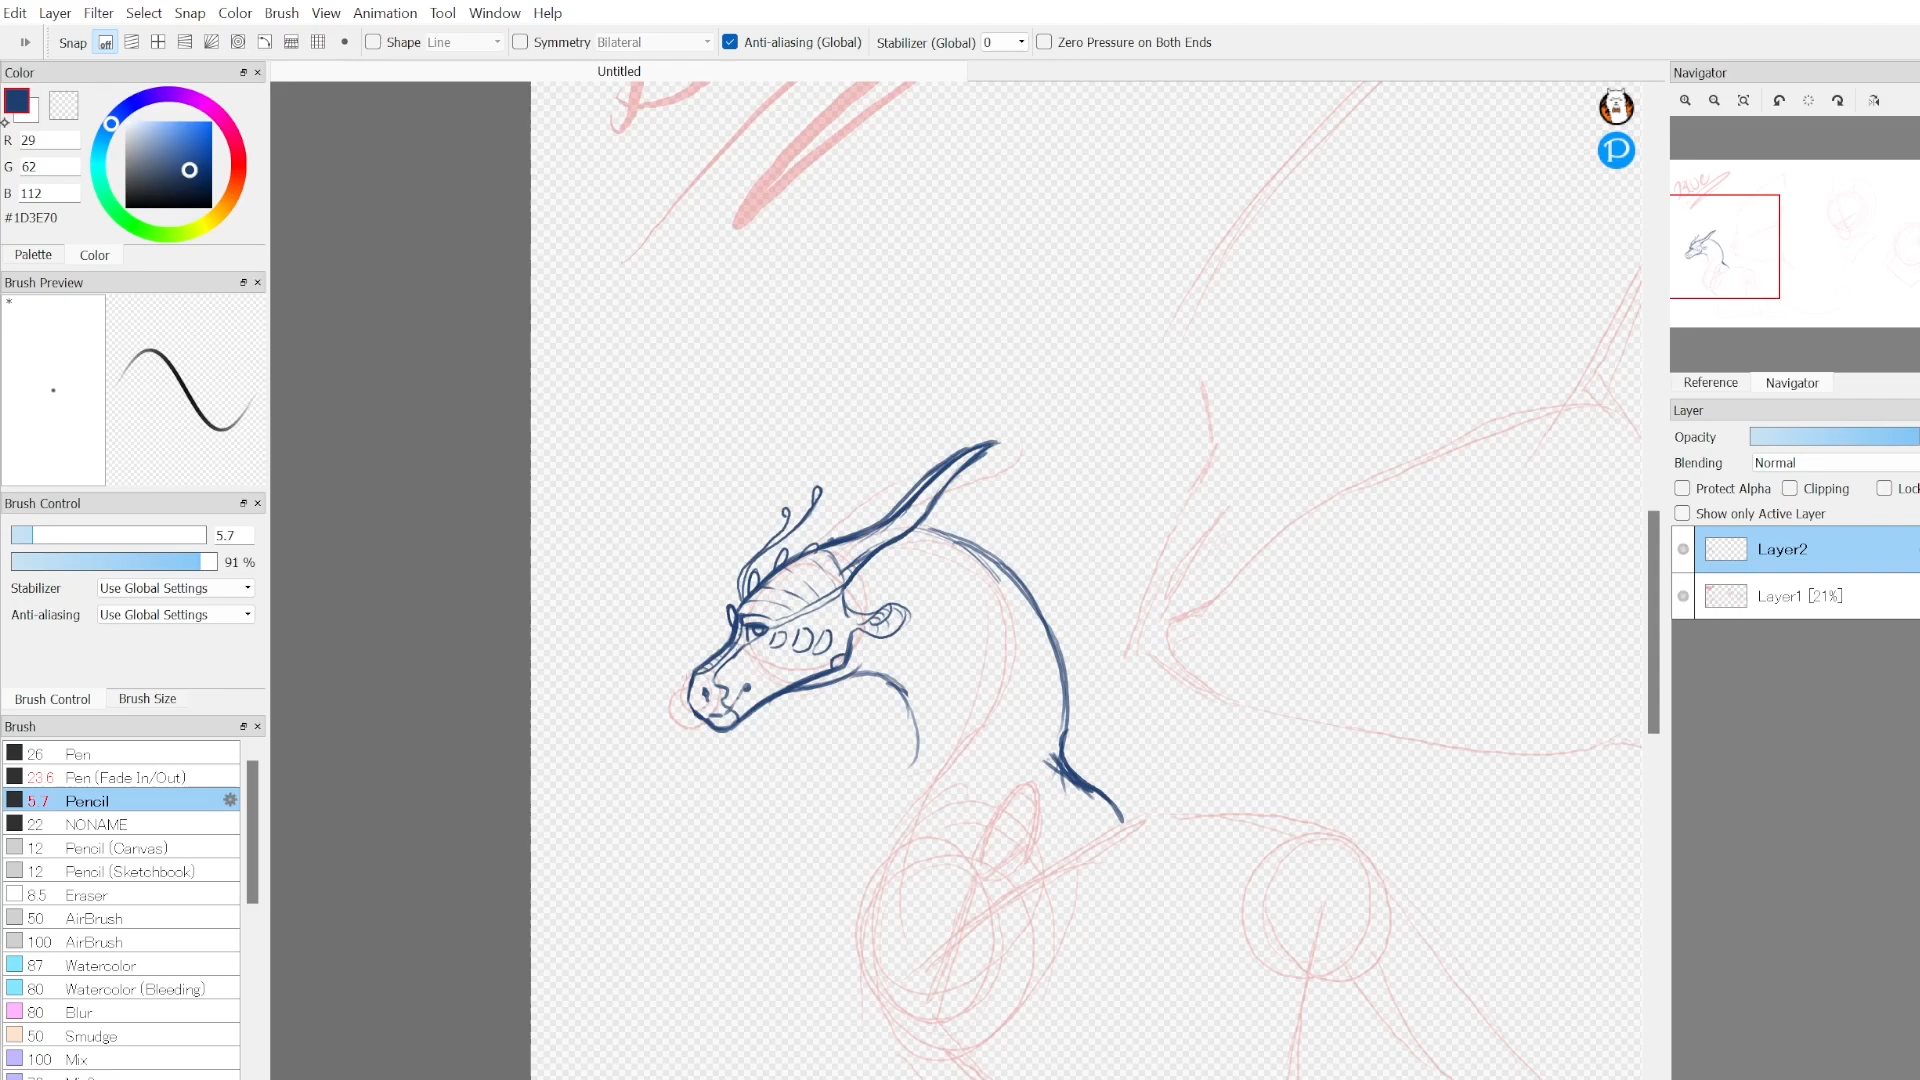 Edit Layer Filter Select Snap Color Brush View Animation Tool Window Help
Snap off Shape Line Symmetry Bilateral Anti-aliasing (Global) Stabilizer (Global) 0 Zero Pressure on Both Ends
Color
Untitled
Navigator
R 29
G 62
B 112
#1D3E70
Palette Color
Brush Preview
*
Reference Navigator
Layer
Opacity
Blending Normal
Protect Alpha Clipping Lock
Show only Active Layer
Layer2
Layer1 [21%]
Brush Control
5.7
91 %
Stabilizer Use Global Settings
Anti-aliasing Use Global Settings
Brush Control Brush Size
Brush
26 Pen
23.6 Pen (Fade In/Out)
5.7 Pencil
22 NONAME
12 Pencil (Canvas)
12 Pencil (Sketchbook)
8.5 Eraser
50 AirBrush
100 AirBrush
87 Watercolor
80 Watercolor (Bleeding)
80 Blur
50 Smudge
100 Mix